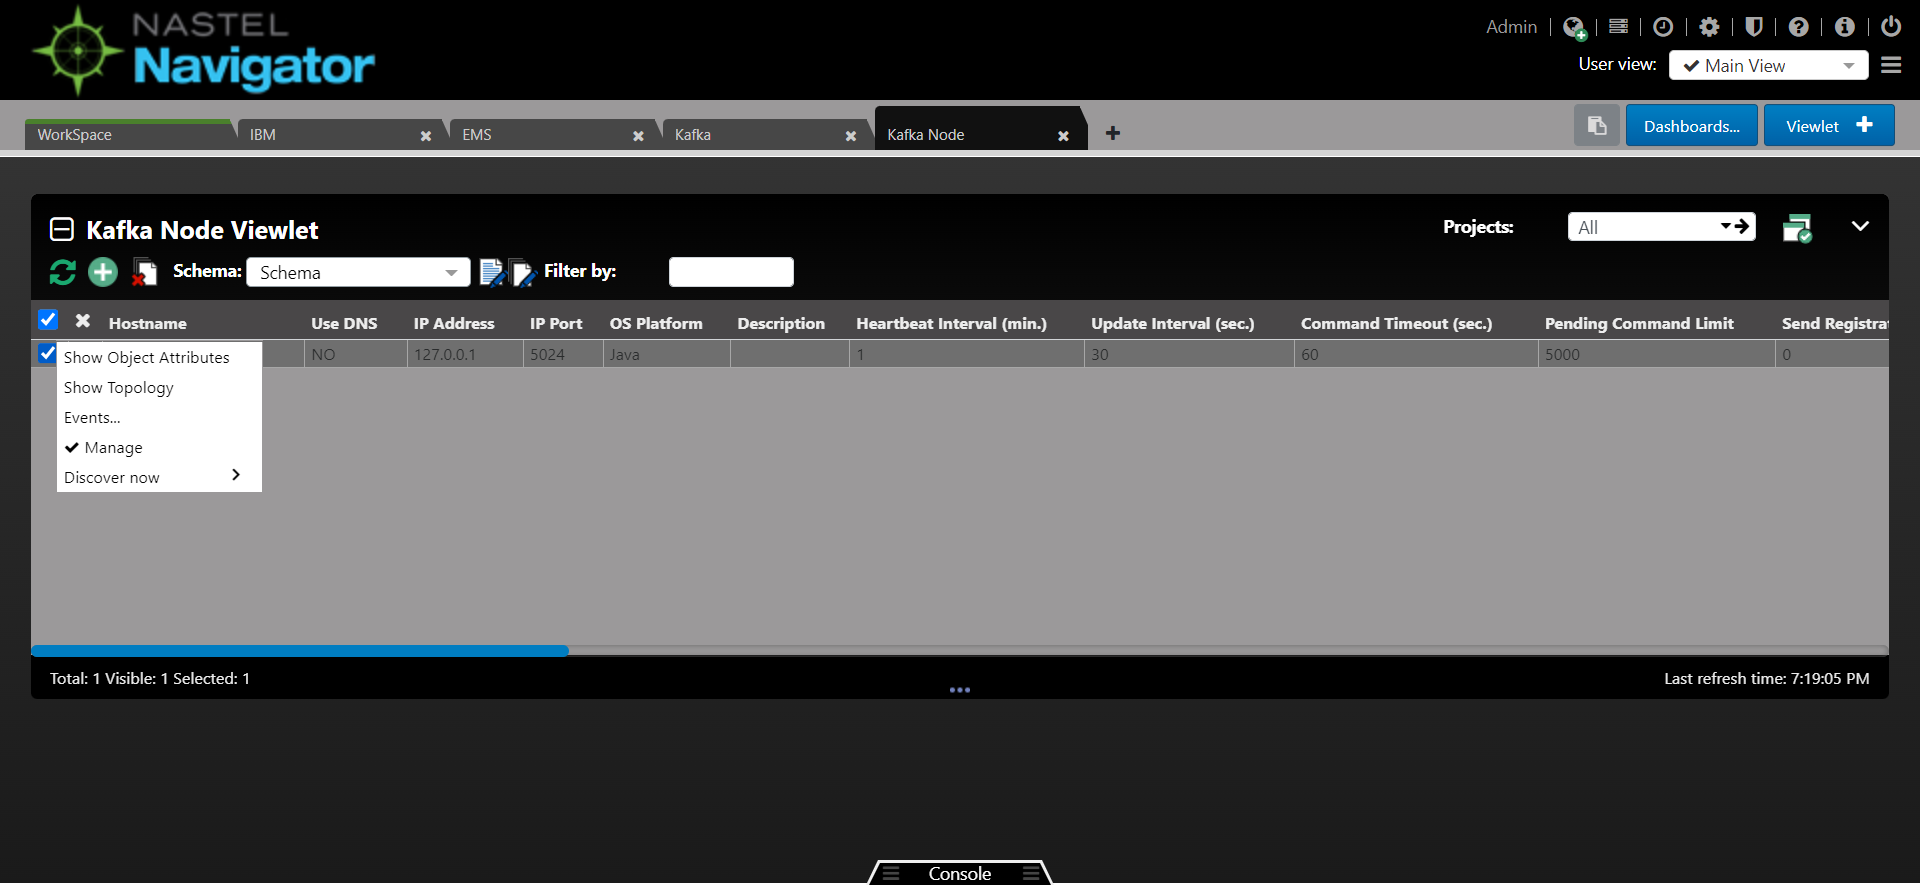 NASTEL
Navigator
Admin
User view: Main View
WorkSpace IBM EMS Kafka Kafka Node
Dashboards... Viewlet
Kafka Node Viewlet
Projects: All
Schema: Schema Filter by:
Hostname Use DNS IP Address IP Port OS Platform Description Heartbeat Interval (min.) Update Interval (sec.) Command Timeout (sec.) Pending Command Limit Send Registrat
NO 127.0.0.1 5024 Java 1 30 60 5000 0
Show Object Attributes
Show Topology
Events...
Manage
Discover now
Total: 1 Visible: 1 Selected: 1
Last refresh time: 7:19:05 PM
Console